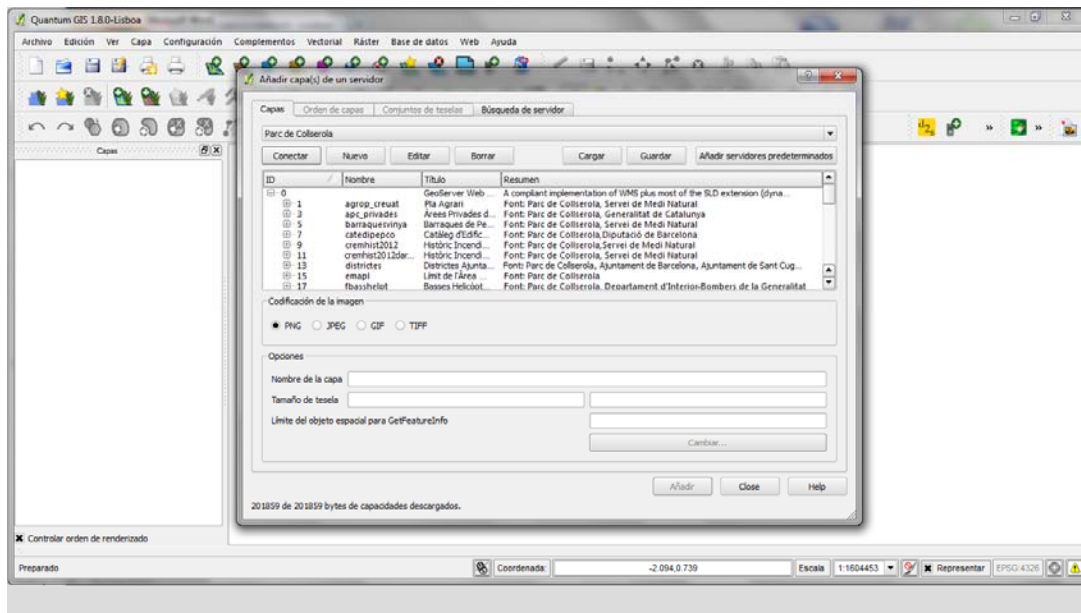 Quantum GIS 1.8.0-Lisboa
Archivo Edición Ver Capa Configuración Complementos Vectorial Ráster Base de datos Web Ayuda
Añadir capa(s) de un servidor
Capas Orden de capas Conjuntos de teselas Búsqueda de servidor
Parc de Collserola
Conectar Nuevo Editar Borrar Cargar Guardar Añadir servidores predeterminados
Capas
ID Nombre Título Resumen
0 GeoServer Web ... A compliant implementation of WMS plus most of the SLD extension (dyna...
1 agrop_creuat Pla Agrari Font: Parc de Collserola, Servei de Medi Natural
3 apc_privades Àrees Privades d... Font: Parc de Collserola, Generalitat de Catalunya
5 barraquesvinya Barraques de Pe... Font: Parc de Collserola, Servei de Medi Natural
7 catedipepco Catàleg d'Edific... Font: Parc de Collserola,Diputació de Barcelona
9 cremhist2012 Històric Incendi... Font: Parc de Collserola,Servei de Medi Natural
11 cremhist2012dar... Històric Incendi... Font: Parc de Collserola, Servei de Medi Natural
13 districtes Districtes Ajunta... Font: Parc de Collserola, Ajuntament de Barcelona, Ajuntament de Sant Cug...
15 emapi Límit de l'Àrea ... Font: Parc de Collserola
17 fbasshelpt Basses Helicòpt... Font: Parc de Collserola, Departament d'Interior-Bombers de la Generalitat
Codificación de la imagen
PNG JPEG GIF TIFF
Opciones
Nombre de la capa
Tamaño de tesela
Límite del objeto espacial para GetFeatureInfo
Cambiar...
Añadir Close Help
201859 de 201859 bytes de capacidades descargados.
Controlar orden de renderizado
Preparado Coordenada: -2.094,0.739 Escala 1:1604453 Representar EPSG:4326